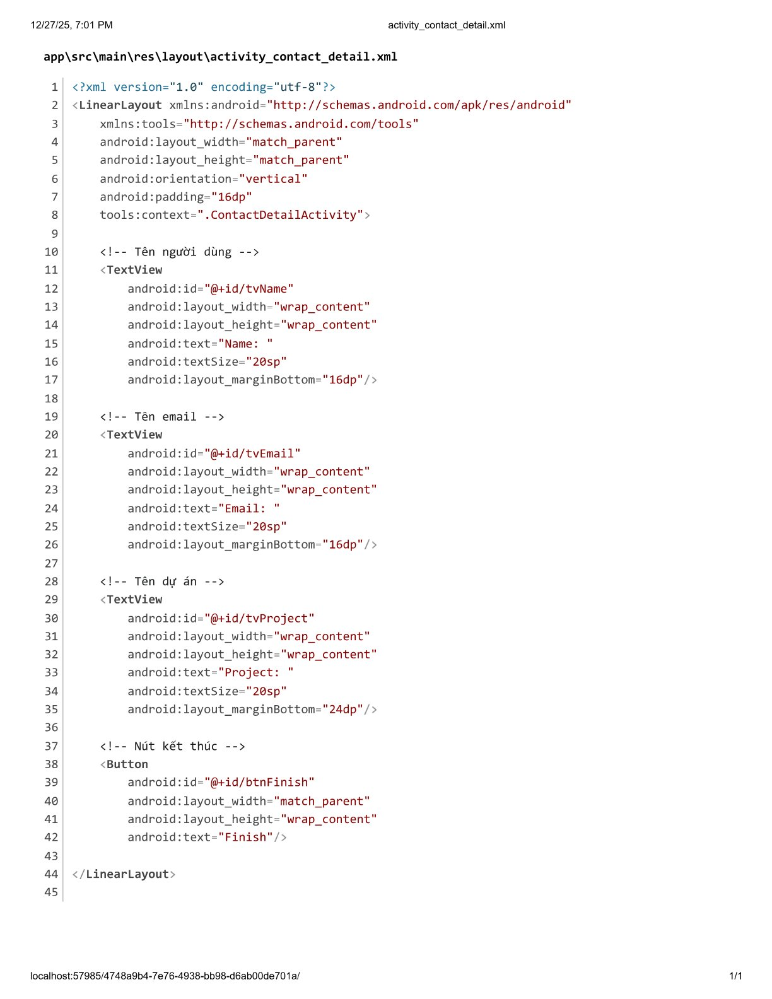 12/27/25, 7:01 PM activity_contact_detail.xml
app\src\main\res\layout\activity_contact_detail.xml
1 <?xml version="1.0" encoding="utf-8"?>
2 <LinearLayout xmlns:android="http://schemas.android.com/apk/res/android"
3     xmlns:tools="http://schemas.android.com/tools"
4     android:layout_width="match_parent"
5     android:layout_height="match_parent"
6     android:orientation="vertical"
7     android:padding="16dp"
8     tools:context=".ContactDetailActivity">
9
10     <!-- Tên người dùng -->
11     <TextView
12         android:id="@+id/tvName"
13         android:layout_width="wrap_content"
14         android:layout_height="wrap_content"
15         android:text="Name: "
16         android:textSize="20sp"
17         android:layout_marginBottom="16dp"/>
18
19     <!-- Tên email -->
20     <TextView
21         android:id="@+id/tvEmail"
22         android:layout_width="wrap_content"
23         android:layout_height="wrap_content"
24         android:text="Email: "
25         android:textSize="20sp"
26         android:layout_marginBottom="16dp"/>
27
28     <!-- Tên dự án -->
29     <TextView
30         android:id="@+id/tvProject"
31         android:layout_width="wrap_content"
32         android:layout_height="wrap_content"
33         android:text="Project: "
34         android:textSize="20sp"
35         android:layout_marginBottom="24dp"/>
36
37     <!-- Nút kết thúc -->
38     <Button
39         android:id="@+id/btnFinish"
40         android:layout_width="match_parent"
41         android:layout_height="wrap_content"
42         android:text="Finish"/>
43
44 </LinearLayout>
45
localhost:57985/4748a9b4-7e76-4938-bb98-d6ab00de701a/ 1/1